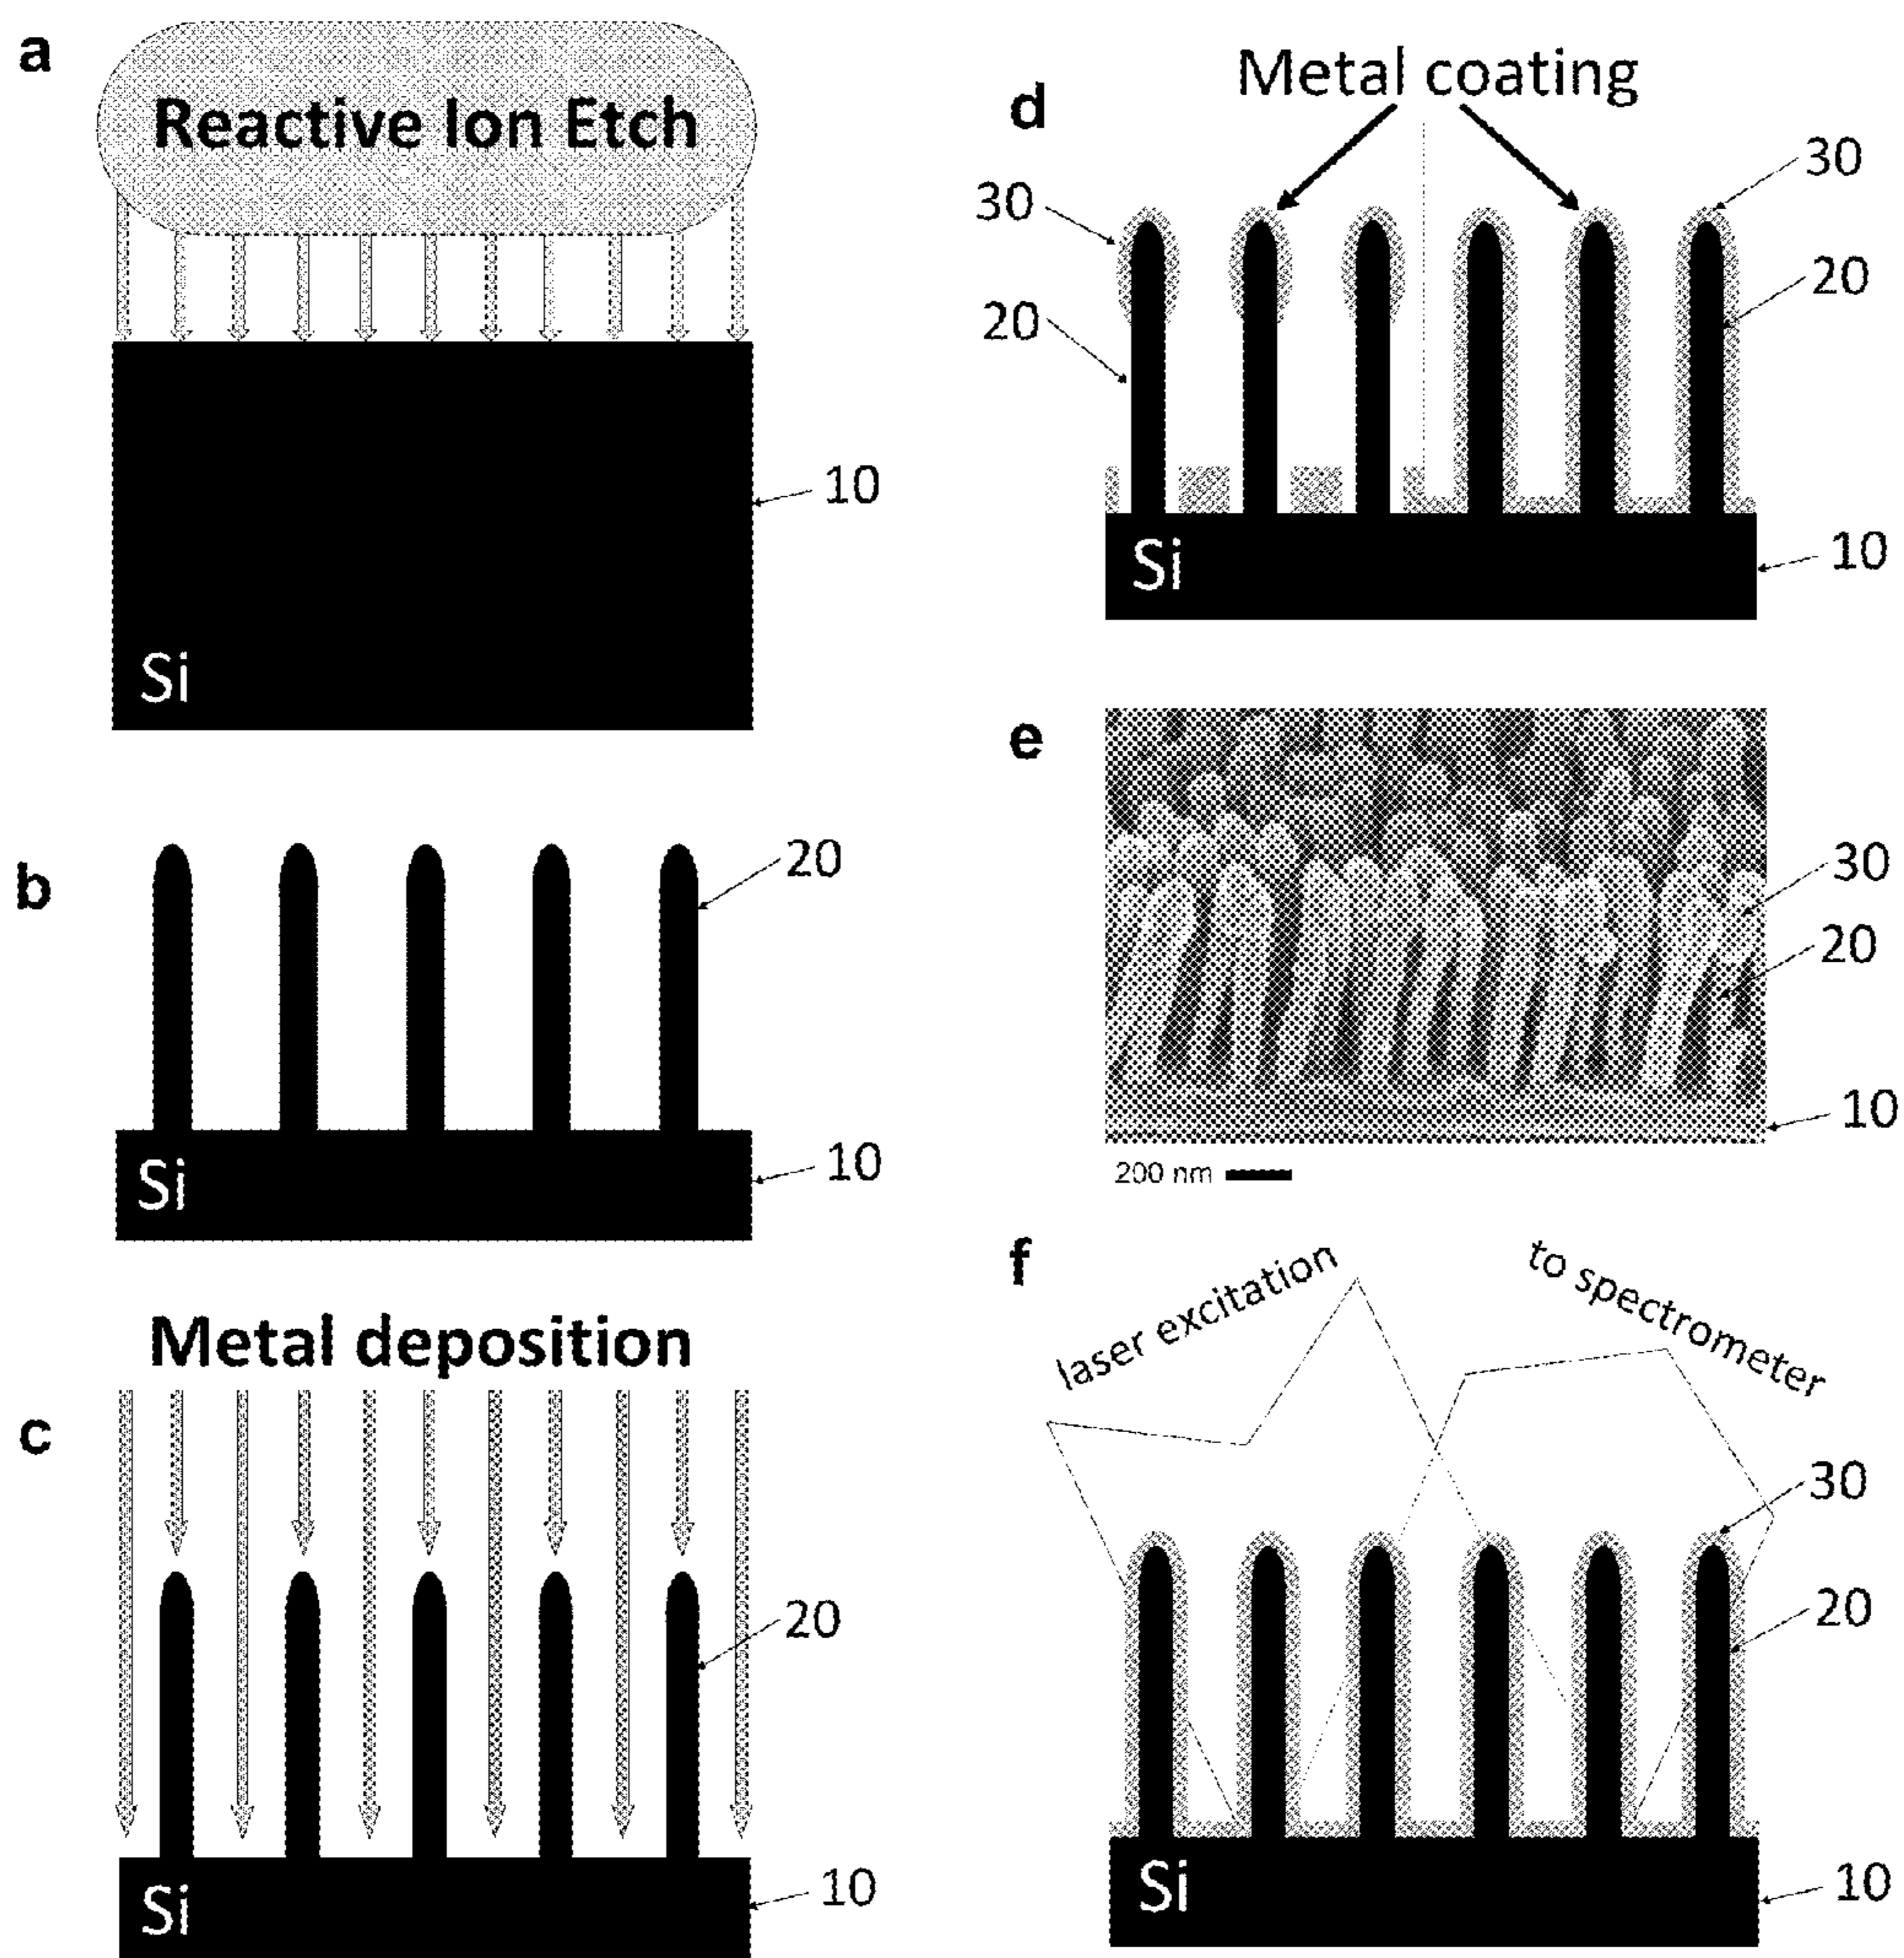 a
Reactive Ion Etch
10
Si
b
20
10
Si
Metal deposition
c
20
10
Si
Metal coating
d
30
30
20
20
10
Si
e
30
20
10
200 nm
f
laser excitation
to spectrometer
30
20
10
Si